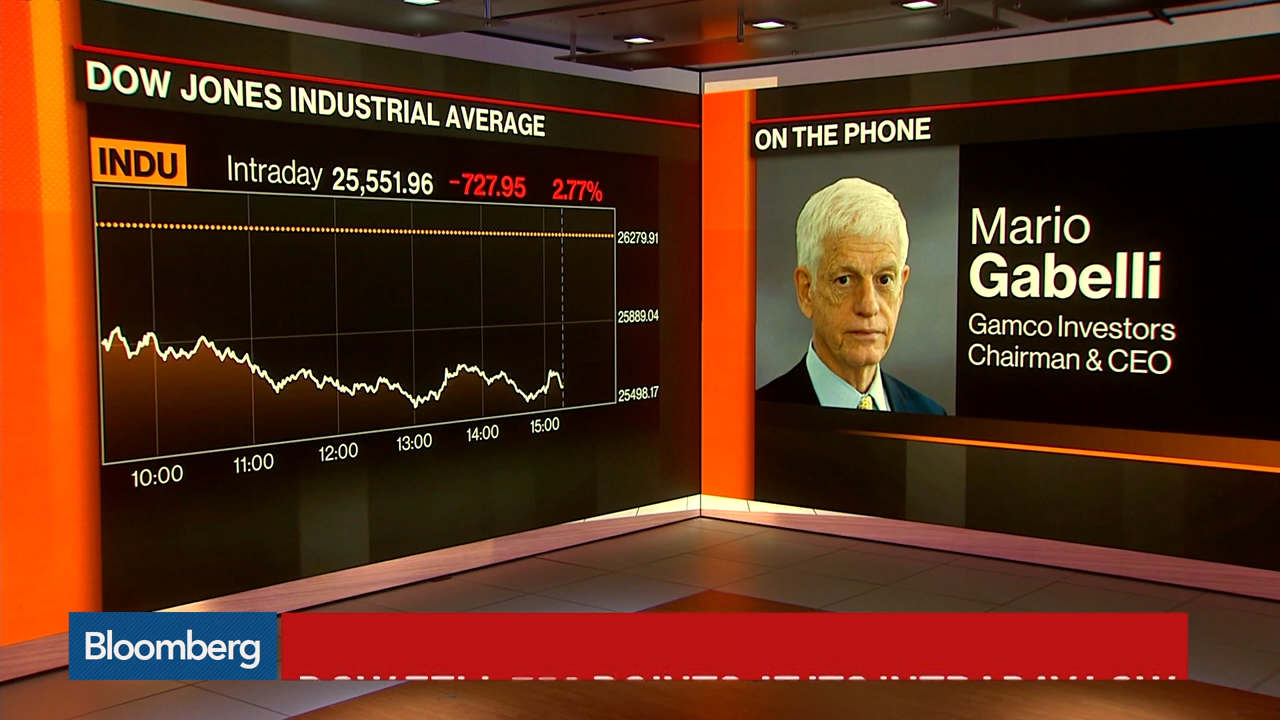 DOW JONES INDUSTRIAL AVERAGE
INDU Intraday 25,551.96 -727.95 2.77%
26279.91
25889.04
25498.17
10:00 11:00 12:00 13:00 14:00 15:00
ON THE PHONE
Mario
Gabelli
Gamco Investors
Chairman & CEO
Bloomberg